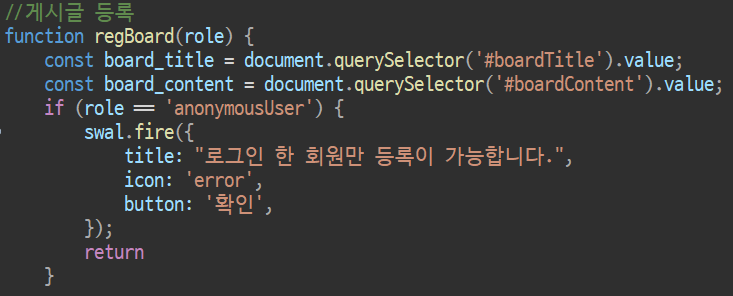 //게시글 등록
function regBoard(role) {
    const board_title = document.querySelector('#boardTitle').value;
    const board_content = document.querySelector('#boardContent').value;
    if (role == 'anonymousUser') {
        swal.fire({
            title: "로그인 한 회원만 등록이 가능합니다.",
            icon: 'error',
            button: '확인',
        });
        return
    }